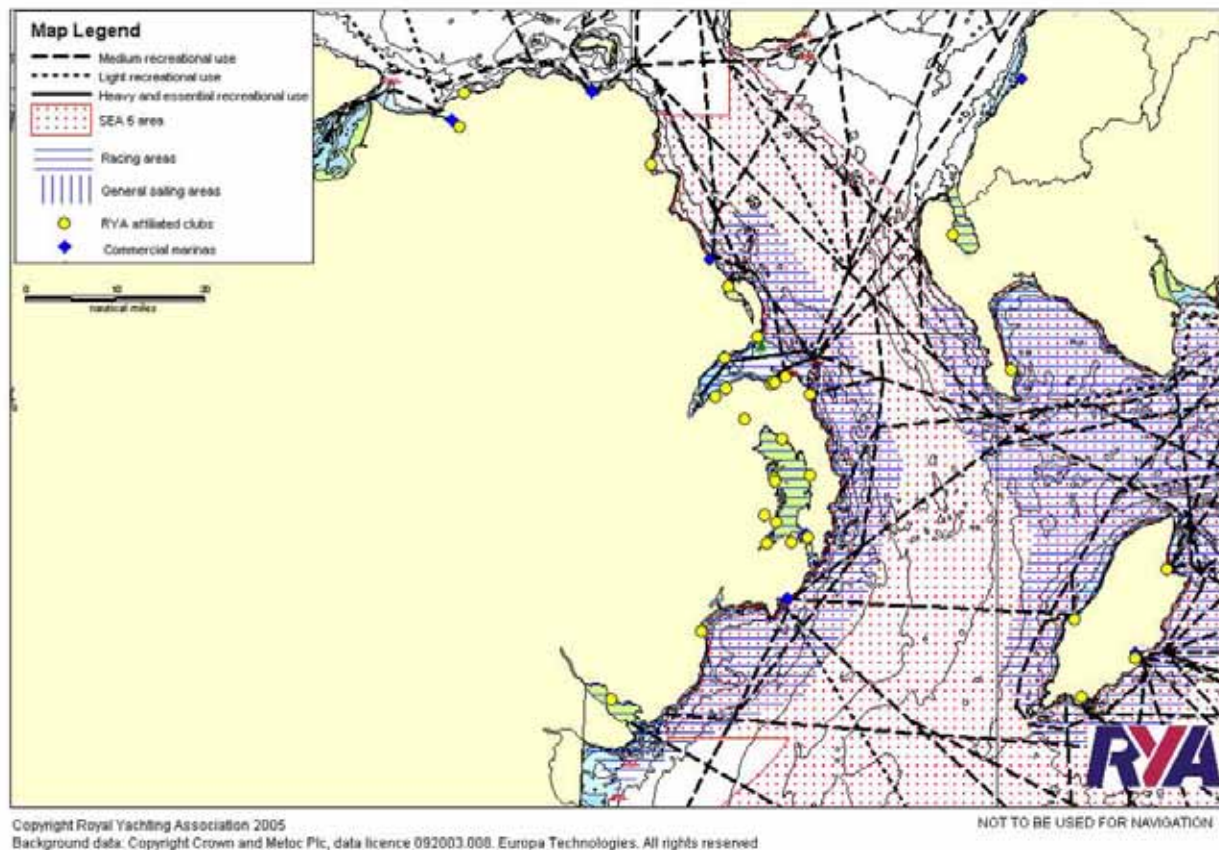 Map Legend
Medium recreational use
Light recreational use
Heavy and essential recreational use
SEA 6 area
Racing areas
General sailing areas
RYA affiliated clubs
Commercial marinas
0 10 20
nautical miles
RYA
Copyright Royal Yachting Association 2005
NOT TO BE USED FOR NAVIGATION
Background data: Copyright Crown and Metoc Plc, data licence 092003.008. Europa Technologies. All rights reserved